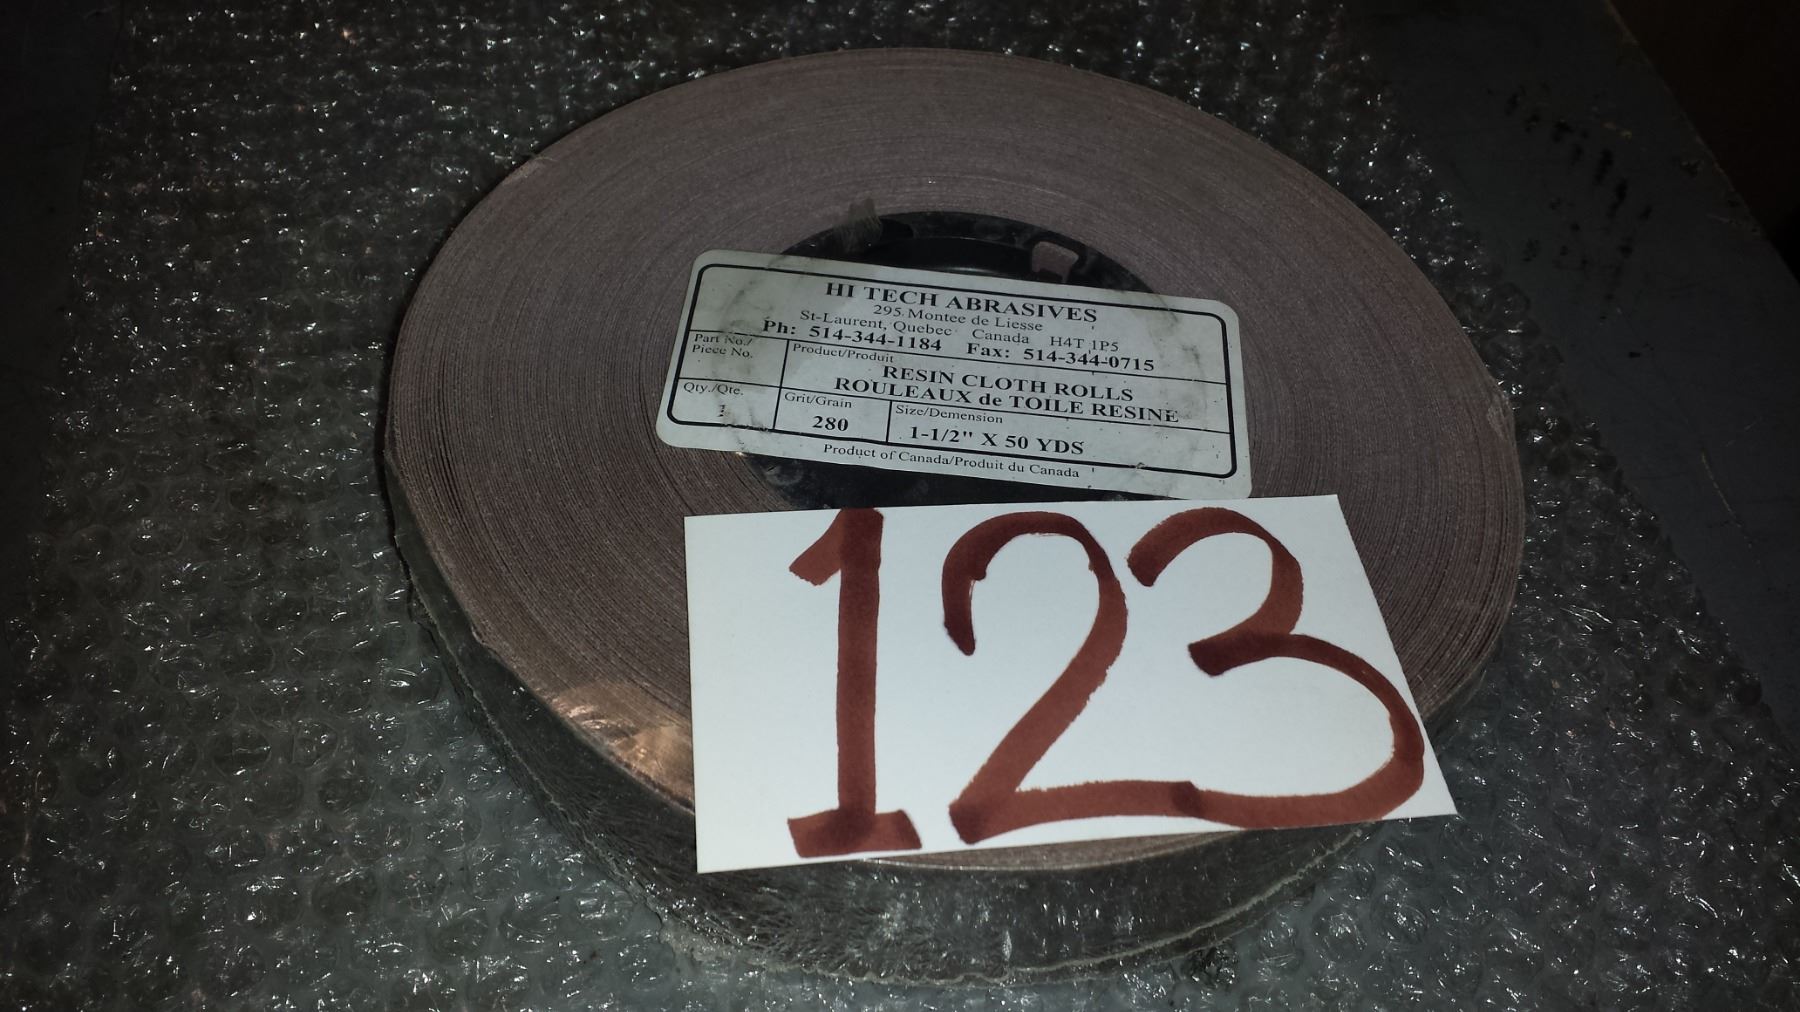 HI TECH ABRASIVES
295 Montee de Liesse
St-Laurent, Quebec Canada H4T 1P5
Ph: 514-344-1184 Fax: 514-344-0715
Part No./
Piece No.
Product/Produit
RESIN CLOTH ROLLS
ROULEAUX de TOILE RESINE
Qty./Qte.
Grit/Grain
280
Size/Demension
1-1/2" X 50 YDS
Product of Canada/Produit du Canada
123